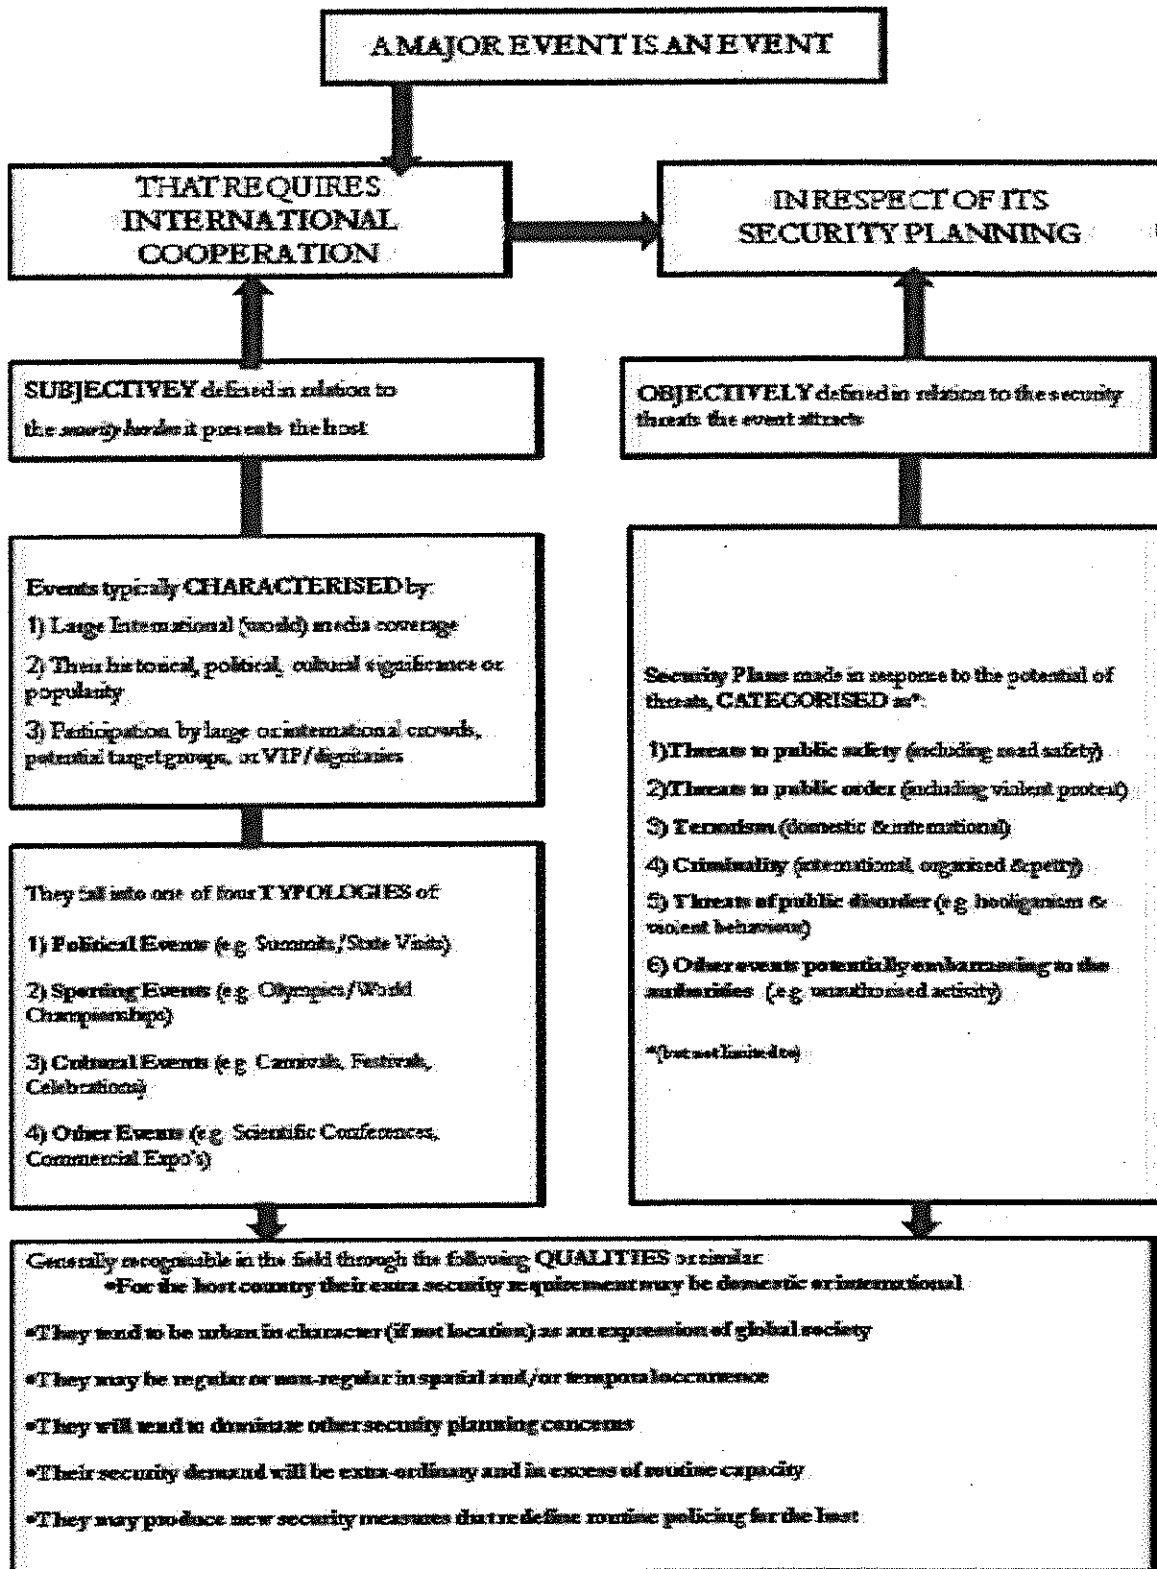 A MAJOR EVENT IS AN EVENT
THAT REQUIRES
INTERNATIONAL
COOPERATION
IN RESPECT OF ITS
SECURITY PLANNING
SUBJECTIVEY defined in relation to
the security burden it presents the host
OBJECTIVELY defined in relation to the security
threats the event attracts
Events typically CHARACTERISED by:
1) Large International (world) media coverage
2) Their historical, political, cultural significance or
popularity
3) Participation by large or international crowds,
potential target groups, or VIP/dignitaries
They fall into one of four TYPOLOGIES of:
1) Political Events (e.g. Summits/State Visits)
2) Sporting Events (e.g. Olympics/World
Championships)
3) Cultural Events (e.g. Carnivals, Festivals,
Celebrations)
4) Other Events (e.g. Scientific Conferences,
Commercial Expo's)
Security Plans made in response to the potential of
threats, CATEGORISED as*:
1)Threats to public safety (including road safety)
2)Threats to public order (including violent protest)
3) Terrorism (domestic & international)
4) Criminality (international, organised & petty)
5) Threats of public disorder (e.g. hooliganism &
violent behaviour)
6) Other events potentially embarrassing to the
authorities (e.g. unauthorised activity)
*(but not limited to)
Generally recognisable in the field through the following QUALITIES or similar:
•For the host country their extra security requirement may be domestic or international
•They tend to be urban in character (if not location) as an expression of global society
•They may be regular or non-regular in spatial and/or temporal occurrence
•They will tend to dominate other security planning concerns
•Their security demand will be extra-ordinary and in excess of routine capacity
•They may produce new security measures that redefine routine policing for the host